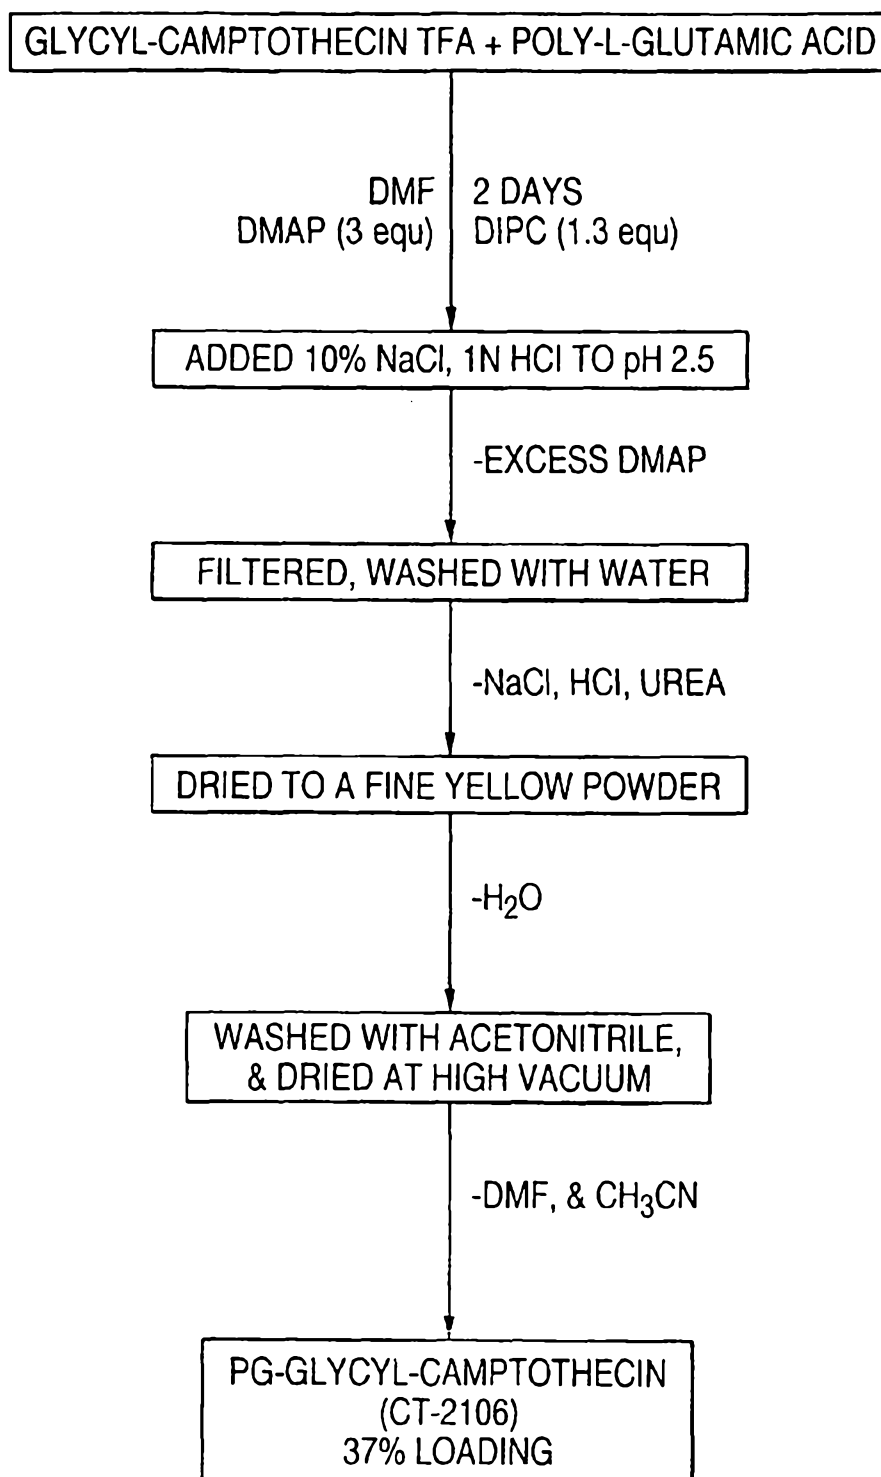 GLYCYL-CAMPTOTHECIN TFA + POLY-L-GLUTAMIC ACID
DMF 2 DAYS
DMAP (3 equ) DIPC (1.3 equ)
ADDED 10% NaCl, 1N HCl TO pH 2.5
-EXCESS DMAP
FILTERED, WASHED WITH WATER
-NaCl, HCl, UREA
DRIED TO A FINE YELLOW POWDER
-H₂O
WASHED WITH ACETONITRILE,
& DRIED AT HIGH VACUUM
-DMF, & CH₃CN
PG-GLYCYL-CAMPTOTHECIN
(CT-2106)
37% LOADING